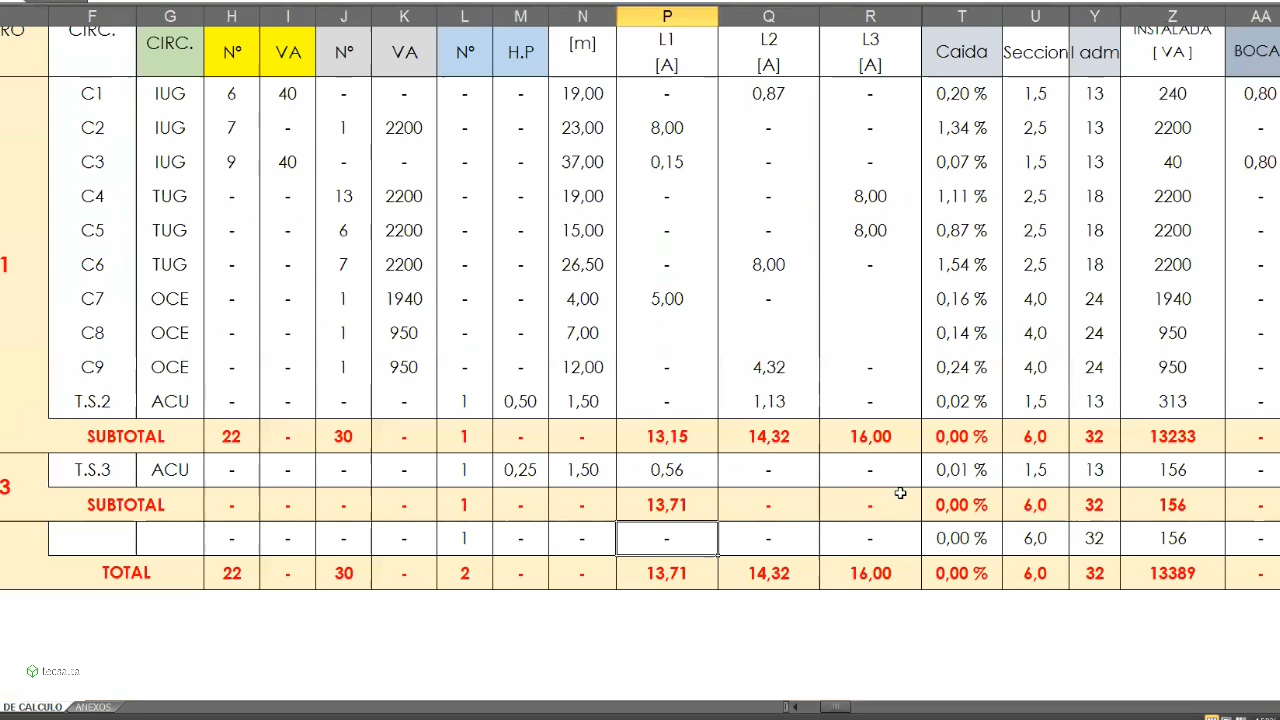 F G H I J K L M N P Q R T U Y Z AA
RO CIRC. CIRC. Nº VA Nº VA Nº H.P [m] L1 [A] L2 [A] L3 [A] Caida Seccion I adm INSTALADA [ VA ] BOCA
C1 IUG 6 40 - - - - 19,00 - 0,87 - 0,20 % 1,5 13 240 0,80
C2 IUG 7 - 1 2200 - - 23,00 8,00 - - 1,34 % 2,5 13 2200 -
C3 IUG 9 40 - - - - 37,00 0,15 - - 0,07 % 1,5 13 40 0,80
C4 TUG - - 13 2200 - - 19,00 - - 8,00 1,11 % 2,5 18 2200 -
C5 TUG - - 6 2200 - - 15,00 - - 8,00 0,87 % 2,5 18 2200 -
1 C6 TUG - - 7 2200 - - 26,50 - 8,00 - 1,54 % 2,5 18 2200 -
C7 OCE - - 1 1940 - - 4,00 5,00 - 0,16 % 4,0 24 1940 -
C8 OCE - - 1 950 - - 7,00 0,14 % 4,0 24 950 -
C9 OCE - - 1 950 - - 12,00 - 4,32 - 0,24 % 4,0 24 950 -
T.S.2 ACU - - - - 1 0,50 1,50 - 1,13 - 0,02 % 1,5 13 313 -
SUBTOTAL 22 - 30 - 1 - - 13,15 14,32 16,00 0,00 % 6,0 32 13233 -
T.S.3 ACU - - - - 1 0,25 1,50 0,56 - - 0,01 % 1,5 13 156 -
3 SUBTOTAL - - - - 1 - - 13,71 - - 0,00 % 6,0 32 156 -
- - - - 1 - - - - - 0,00 % 6,0 32 156 -
TOTAL 22 - 30 - 2 - - 13,71 14,32 16,00 0,00 % 6,0 32 13389 -
DE CALCULO ANEXOS